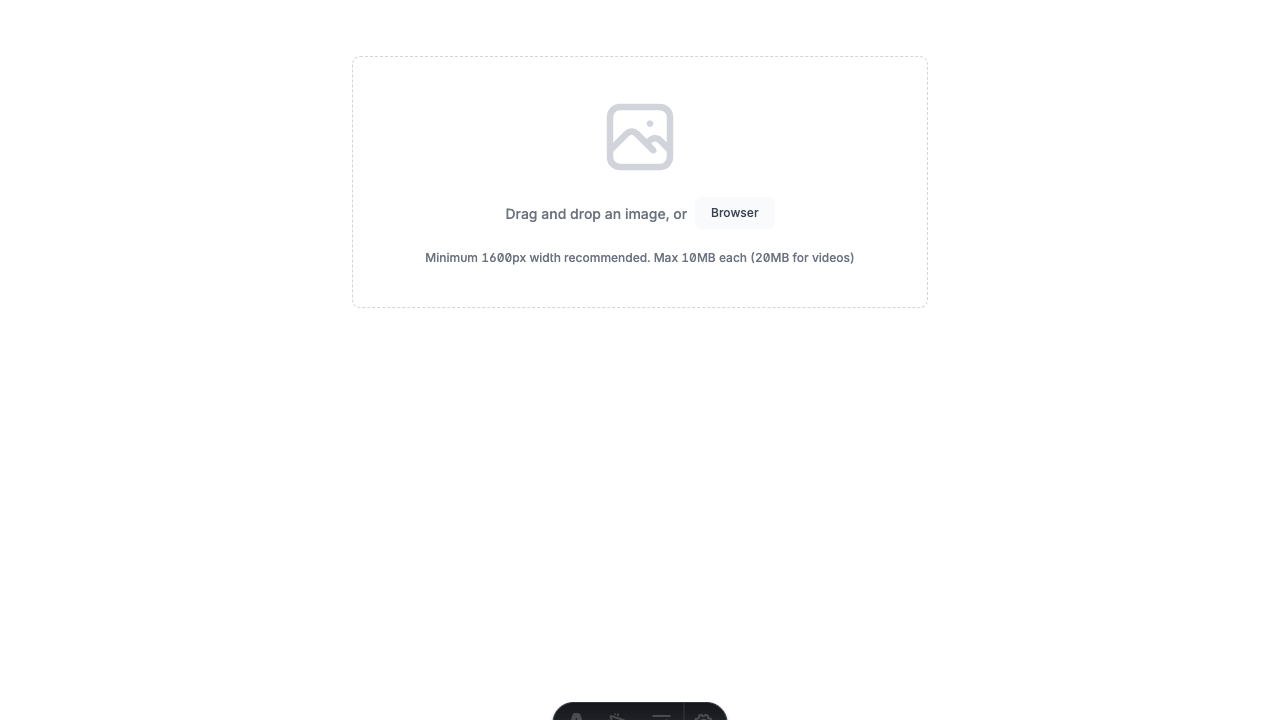 Drag and drop an image, or Browser
Minimum 1600px width recommended. Max 10MB each (20MB for videos)